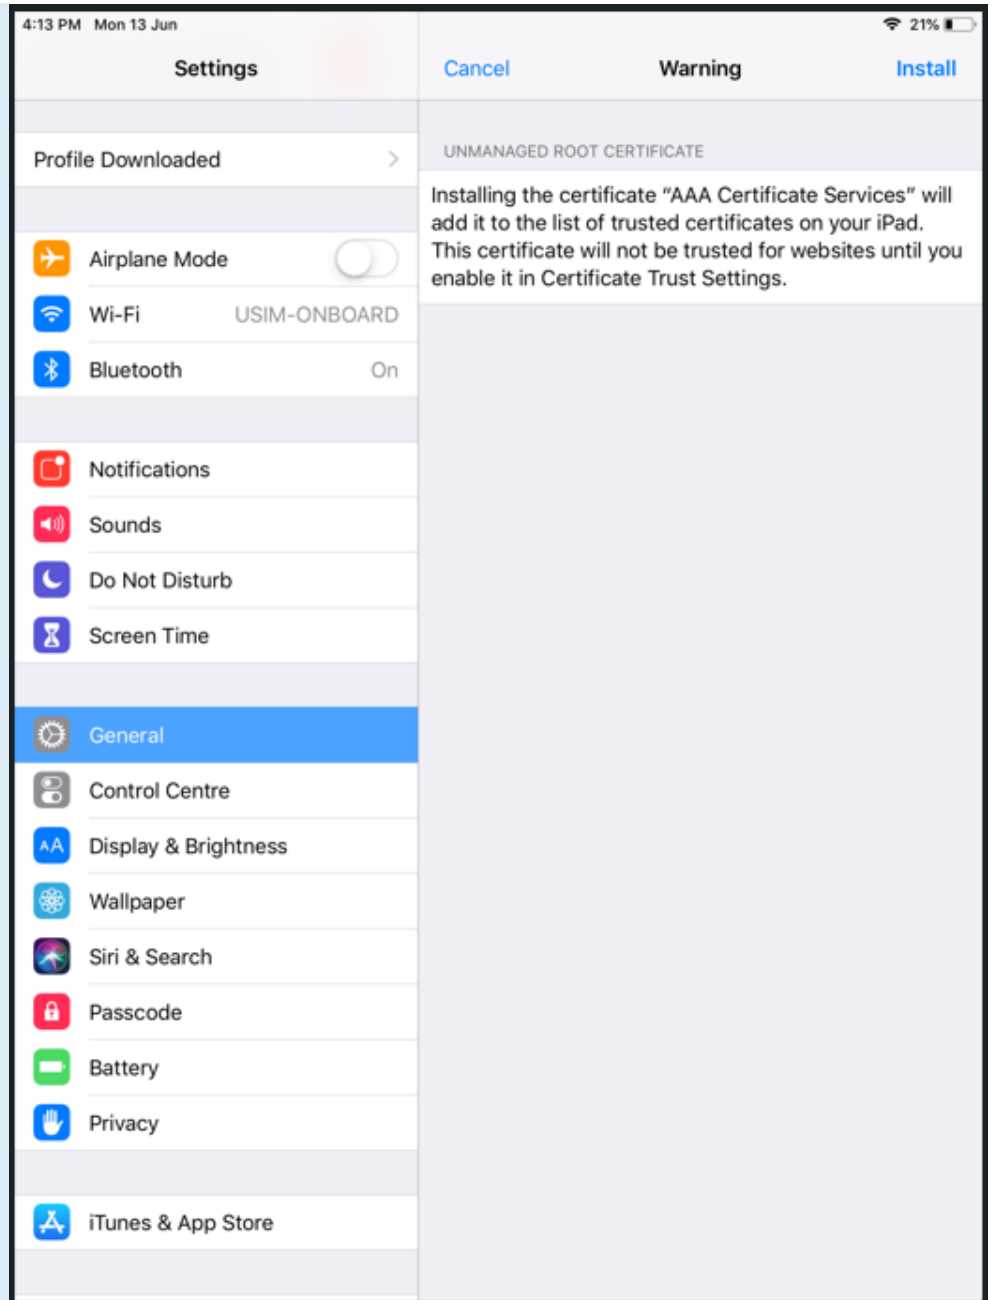 4:13 PM Mon 13 Jun
21%
Settings
Profile Downloaded
Airplane Mode
Wi-Fi USIM-ONBOARD
Bluetooth On
Notifications
Sounds
Do Not Disturb
Screen Time
General
Control Centre
Display & Brightness
Wallpaper
Siri & Search
Passcode
Battery
Privacy
iTunes & App Store
Cancel Warning Install
UNMANAGED ROOT CERTIFICATE
Installing the certificate “AAA Certificate Services” will
add it to the list of trusted certificates on your iPad.
This certificate will not be trusted for websites until you
enable it in Certificate Trust Settings.